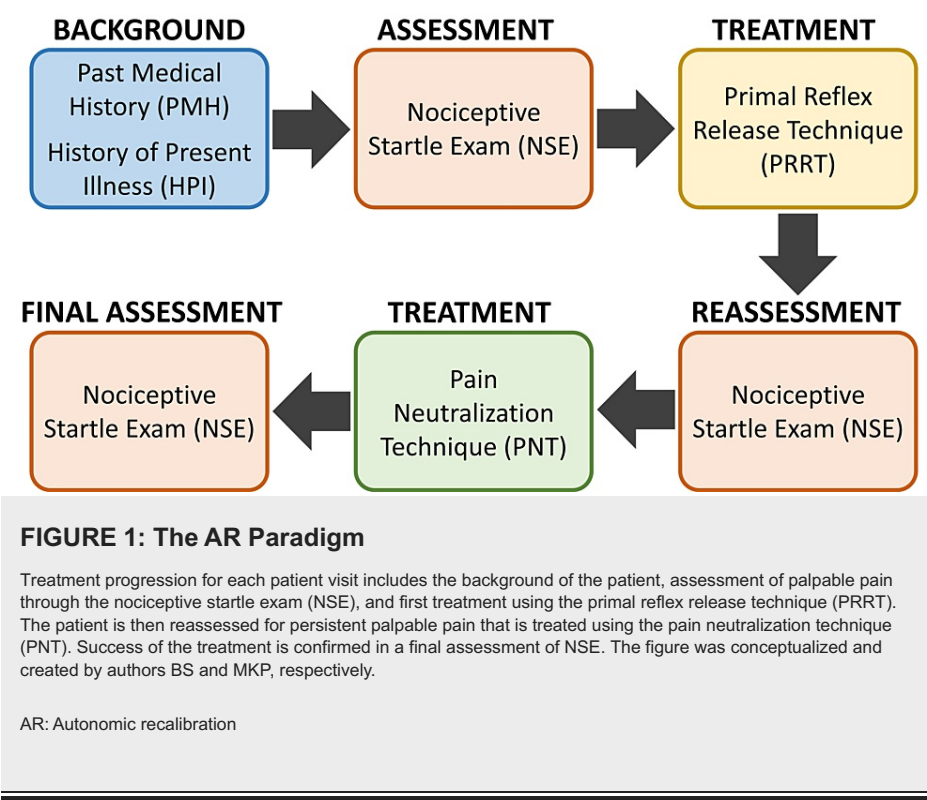 BACKGROUND
Past Medical
History (PMH)
History of Present
Illness (HPI)
ASSESSMENT
Nociceptive
Startle Exam (NSE)
TREATMENT
Primal Reflex
Release Technique
(PRRT)
REASSESSMENT
Nociceptive
Startle Exam (NSE)
TREATMENT
Pain
Neutralization
Technique (PNT)
FINAL ASSESSMENT
Nociceptive
Startle Exam (NSE)
FIGURE 1: The AR Paradigm
Treatment progression for each patient visit includes the background of the patient, assessment of palpable pain
through the nociceptive startle exam (NSE), and first treatment using the primal reflex release technique (PRRT).
The patient is then reassessed for persistent palpable pain that is treated using the pain neutralization technique
(PNT). Success of the treatment is confirmed in a final assessment of NSE. The figure was conceptualized and
created by authors BS and MKP, respectively.
AR: Autonomic recalibration